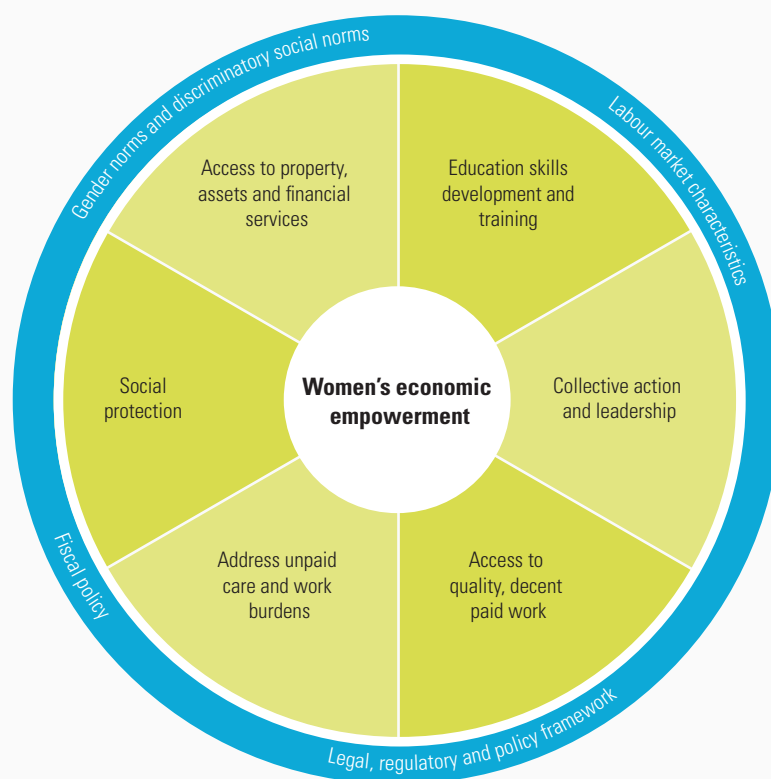 Gender norms and discriminatory social norms
Labour market characteristics
Access to property,
assets and financial
services
Education skills
development and
training
Social
protection
Women’s economic
empowerment
Collective action
and leadership
Address unpaid
care and work
burdens
Access to
quality, decent
paid work
Fiscal policy
Legal, regulatory and policy framework